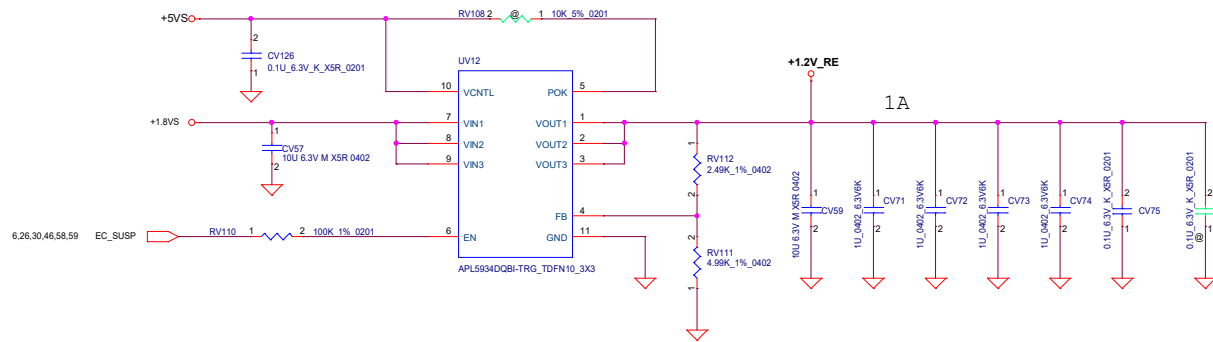 +5VS
RV108
2
@
1
10K_5%_0201
2
CV126
0.1U_6.3V_K_X5R_0201
1
UV12
10
VCNTL
POK
5
+1.2V_RE
1A
+1.8VS
7
VIN1
VOUT1
1
8
VIN2
VOUT2
2
9
VIN3
VOUT3
3
1
CV57
10U 6.3V M X5R 0402
2
1
RV112
2.49K_1%_0402
2
FB
4
GND
11
6,26,30,46,58,59
EC_SUSP
RV110
1
2
100K 1%_0201
6
EN
2
RV111
4.99K_1%_0402
1
APL5934DQBI-TRG_TDFN10_3X3
10U 6.3V M X5R 0402
1
CV59
2
1U_0402_6.3V6K
1
CV71
2
1U_0402_6.3V6K
1
CV72
2
1U_0402_6.3V6K
1
CV73
2
1U_0402_6.3V6K
1
CV74
2
0.1U_6.3V_K_X5R_0201
2
CV75
1
0.1U_6.3V_K_X5R_0201
2
@
1